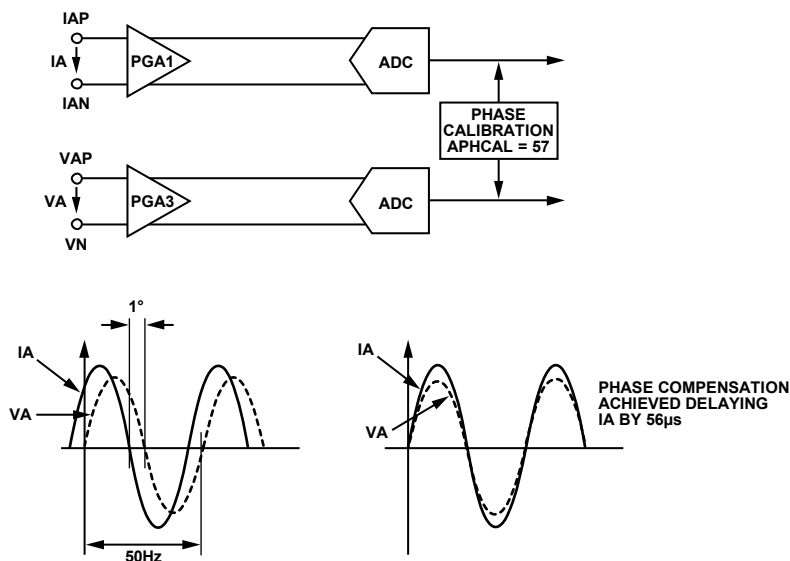 IAP
IA
IAN
PGA1
ADC
PHASE
CALIBRATION
APHCAL = 57
VAP
VA
VN
PGA3
ADC
1°
IA
VA
50Hz
IA
VA
PHASE COMPENSATION
ACHIEVED DELAYING
IA BY 56µs